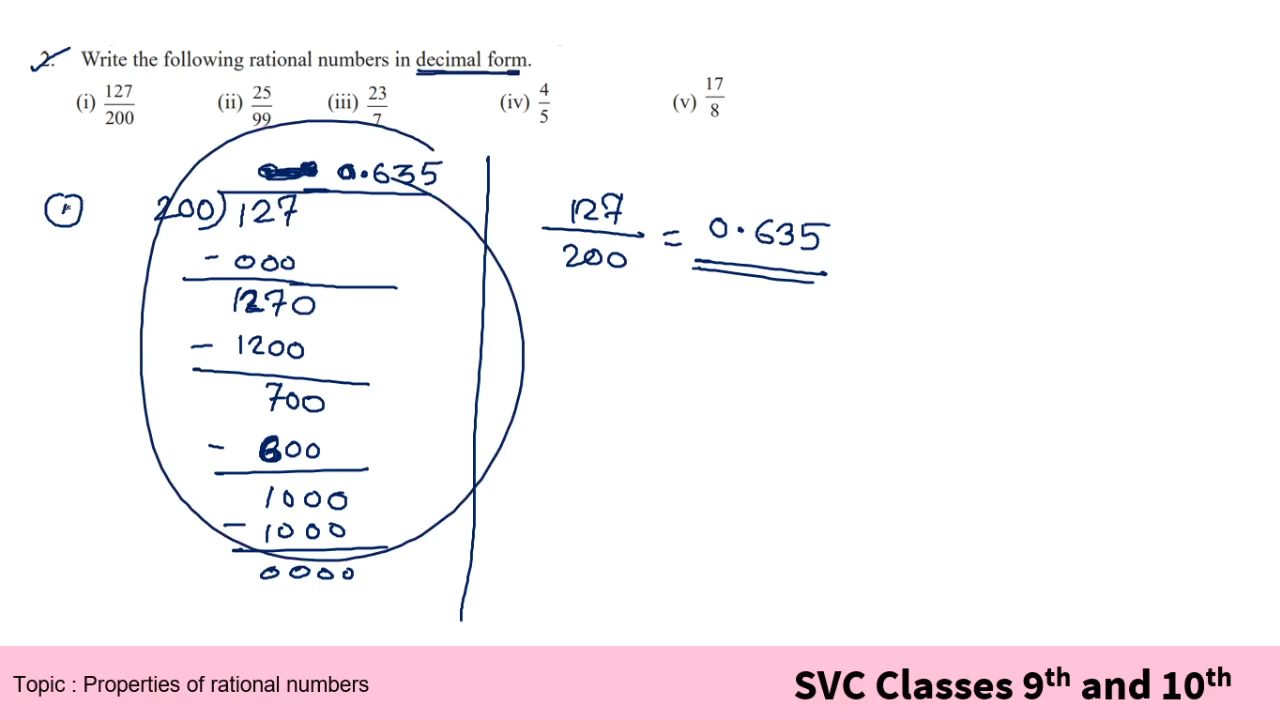 2. Write the following rational numbers in decimal form.
(i) 127/200 (ii) 25/99 (iii) 23/7 (iv) 4/5 (v) 17/8
0.635
200) 127
- 000
1270
- 1200
700
- 600
1000
- 1000
0000
127/200 = 0.635
Topic : Properties of rational numbers
SVC Classes 9th and 10th